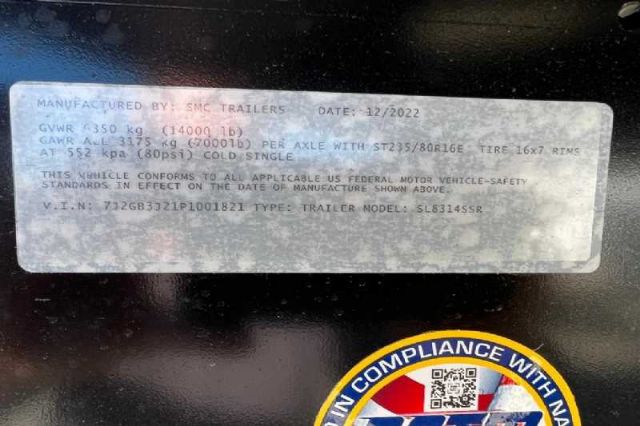 MANUFACTURED BY: SMC TRAILERS DATE: 12/2022
GVWR 6350 kg (14000 lb)
GAWR ALL 3175 kg (7000lb) PER AXLE WITH ST235/80R16E TIRE 16x7 RIMS
AT 552 kpa (80psi) COLD SINGLE
THIS VEHICLE CONFORMS TO ALL APPLICABLE US FEDERAL MOTOR VEHICLE-SAFETY
STANDARDS IN EFFECT ON THE DATE OF MANUFACTURE SHOWN ABOVE.
V.I.N: 7J2GB3J21P1001821 TYPE: TRAILER MODEL: SL8314SSR
IN COMPLIANCE WITH